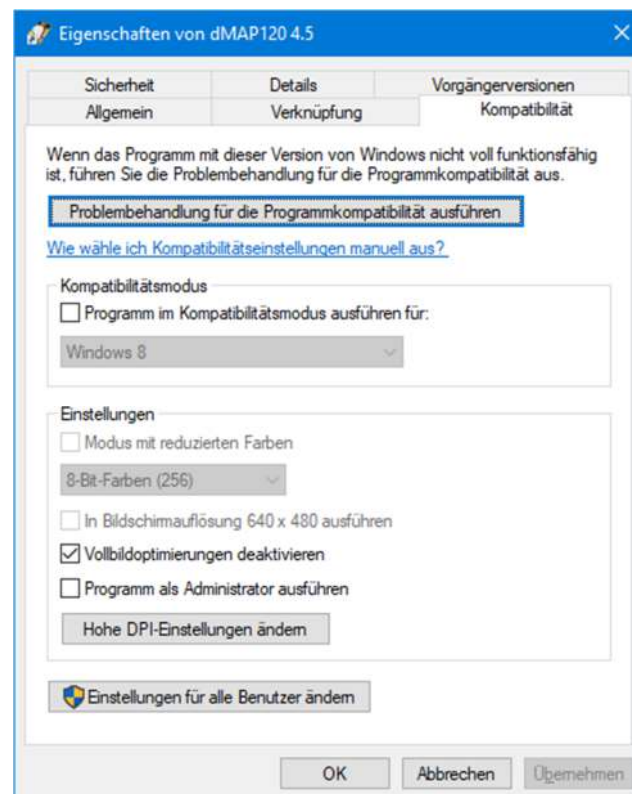 Eigenschaften von dMAP120 4.5
Sicherheit
Details
Vorgängerversionen
Allgemein
Verknüpfung
Kompatibilität
Wenn das Programm mit dieser Version von Windows nicht voll funktionsfähig
ist, führen Sie die Problembehandlung für die Programmkompatibilität aus.
Problembehandlung für die Programmkompatibilität ausführen
Wie wähle ich Kompatibilitätseinstellungen manuell aus?
Kompatibilitätsmodus
Programm im Kompatibilitätsmodus ausführen für:
Windows 8
Einstellungen
Modus mit reduzierten Farben
8-Bit-Farben (256)
In Bildschirmauflösung 640 x 480 ausführen
Vollbildoptimierungen deaktivieren
Programm als Administrator ausführen
Hohe DPI-Einstellungen ändern
Einstellungen für alle Benutzer ändern
OK
Abbrechen
Übernehmen